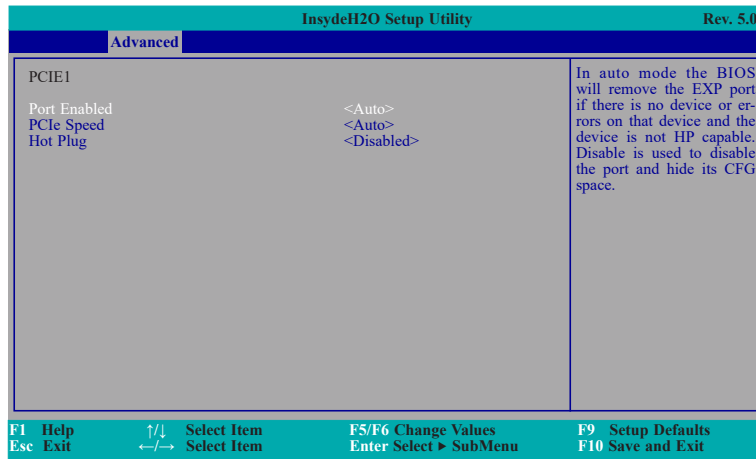 InsydeH2O Setup Utility Rev. 5.0
Advanced
PCIE1
Port Enabled <Auto>
PCIe Speed <Auto>
Hot Plug <Disabled>
In auto mode the BIOS
will remove the EXP port
if there is no device or er-
rors on that device and the
device is not HP capable.
Disable is used to disable
the port and hide its CFG
space.
F1 Help ↑/↓ Select Item F5/F6 Change Values F9 Setup Defaults
Esc Exit ←/→ Select Item Enter Select ► SubMenu F10 Save and Exit